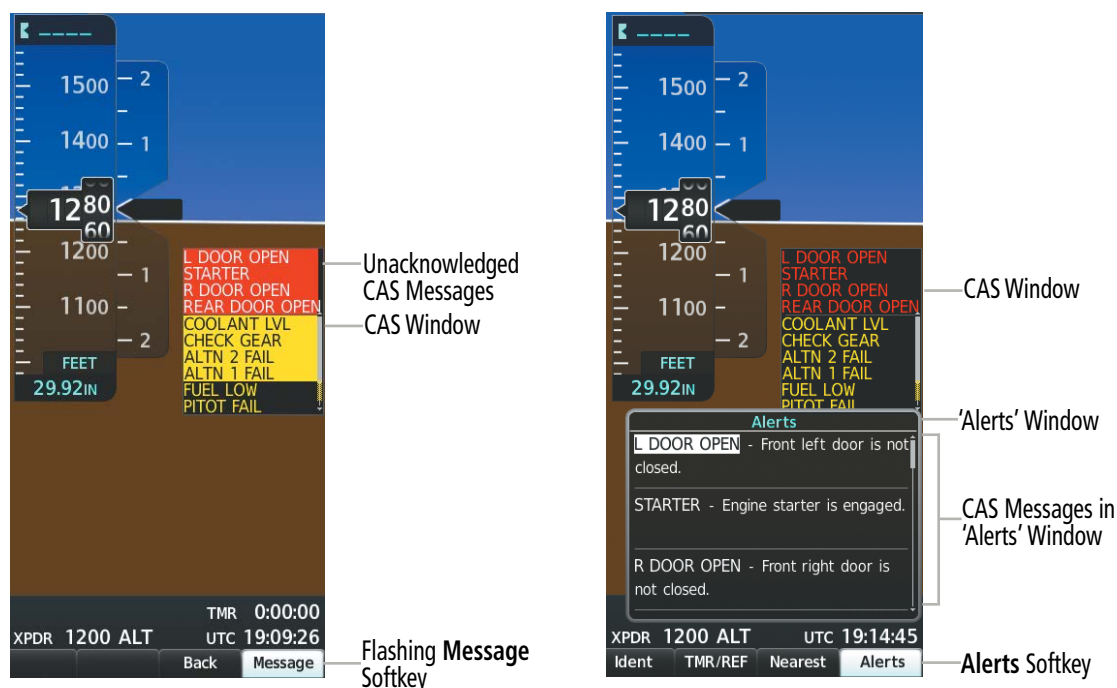 ----
1500
2
1400
1
1280
60
1200
1
1100
2
FEET
29.92IN
L DOOR OPEN
STARTER
R DOOR OPEN
REAR DOOR OPEN
COOLANT LVL
CHECK GEAR
ALTN 2 FAIL
ALTN 1 FAIL
FUEL LOW
PITOT FAIL
Unacknowledged
CAS Messages
CAS Window
TMR 0:00:00
XPDR 1200 ALT UTC 19:09:26
Back Message
Flashing Message
Softkey
----
1500
2
1400
1
1280
60
1200
1
1100
2
FEET
29.92IN
L DOOR OPEN
STARTER
R DOOR OPEN
REAR DOOR OPEN
COOLANT LVL
CHECK GEAR
ALTN 2 FAIL
ALTN 1 FAIL
FUEL LOW
PITOT FAIL
CAS Window
'Alerts' Window
Alerts
L DOOR OPEN - Front left door is not
closed.
STARTER - Engine starter is engaged.
R DOOR OPEN - Front right door is
not closed.
CAS Messages in
'Alerts' Window
XPDR 1200 ALT UTC 19:14:45
Ident TMR/REF Nearest Alerts
Alerts Softkey